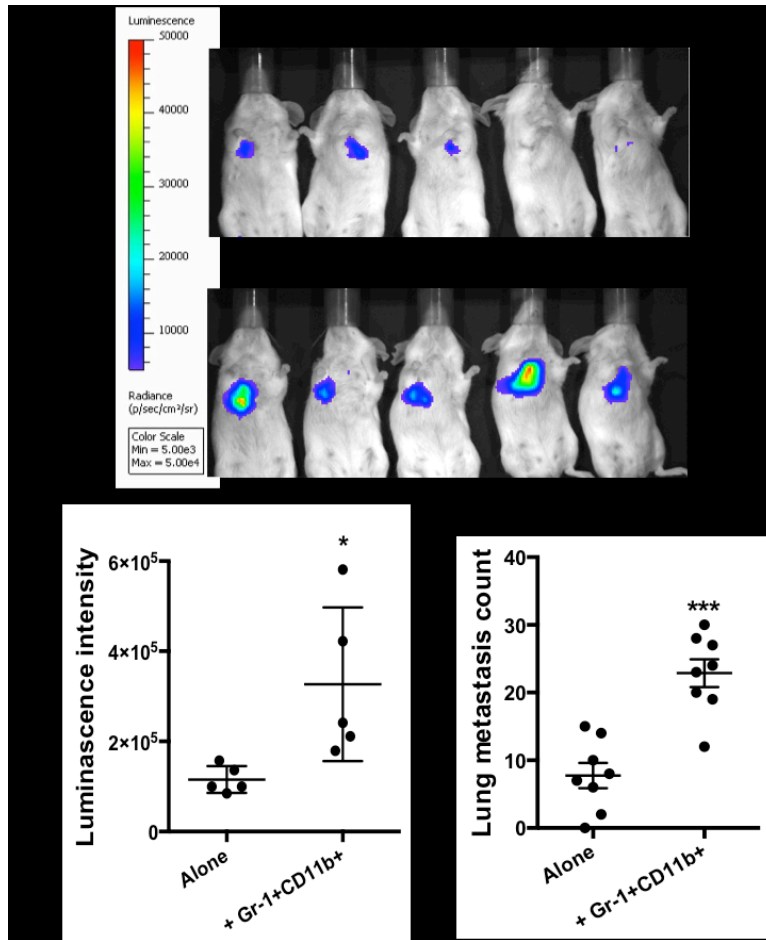 Luminescence
50000
40000
30000
20000
10000
Radiance
(p/sec/cm²/sr)
Color Scale
Min = 5.00e3
Max = 5.00e4
Luminascence intensity
6×10⁵
4×10⁵
2×10⁵
0
*
Alone
+ Gr-1+CD11b+
Lung metastasis count
40
30
20
10
0
***
Alone
+ Gr-1+CD11b+